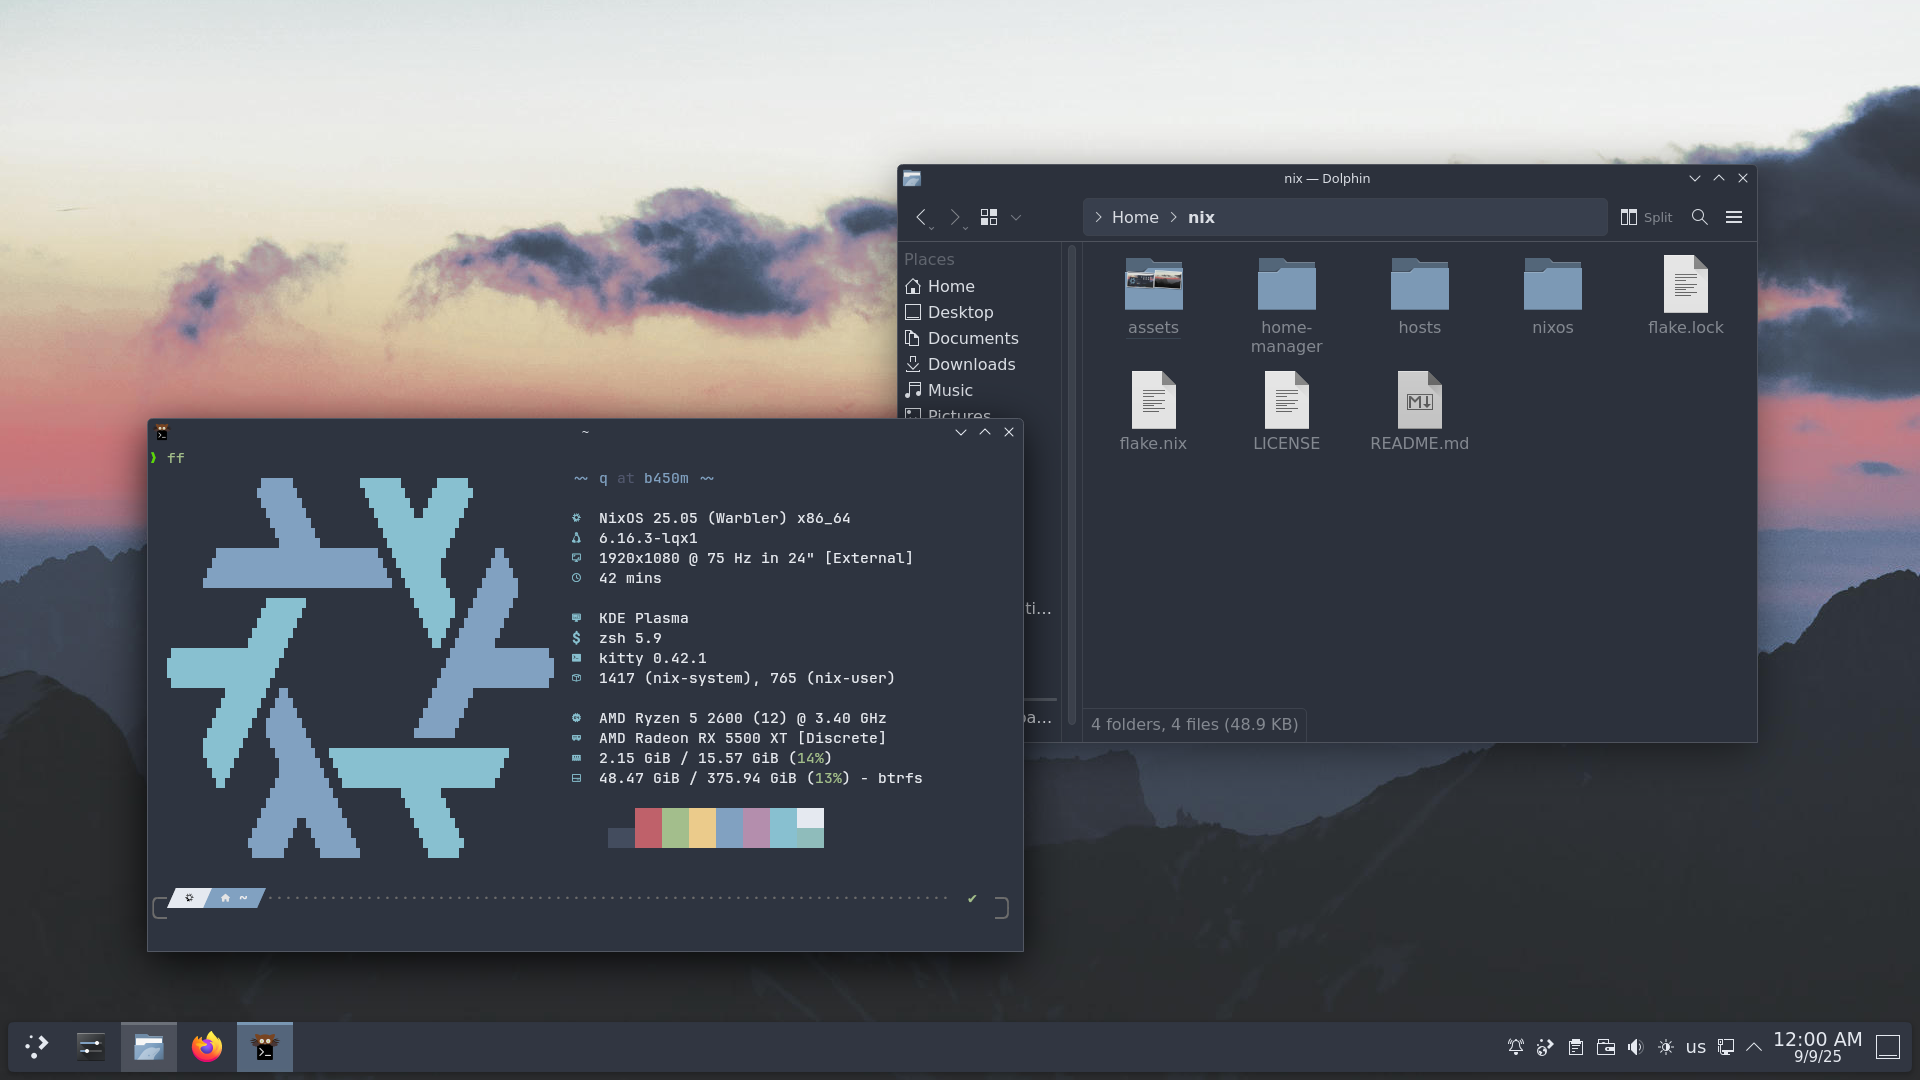 nix — Dolphin
Home nix
Split
Places
Home
Desktop
Documents
Downloads
Music
Pictures
ti...
pa...
assets
home-
manager
hosts
nixos
flake.lock
flake.nix
LICENSE
README.md
4 folders, 4 files (48.9 KB)
~
ff
~~ q at b450m ~~
NixOS 25.05 (Warbler) x86_64
6.16.3-lqx1
1920x1080 @ 75 Hz in 24" [External]
42 mins
KDE Plasma
$ zsh 5.9
kitty 0.42.1
1417 (nix-system), 765 (nix-user)
AMD Ryzen 5 2600 (12) @ 3.40 GHz
AMD Radeon RX 5500 XT [Discrete]
2.15 GiB / 15.57 GiB (14%)
48.47 GiB / 375.94 GiB (13%) - btrfs
~
us
12:00 AM
9/9/25